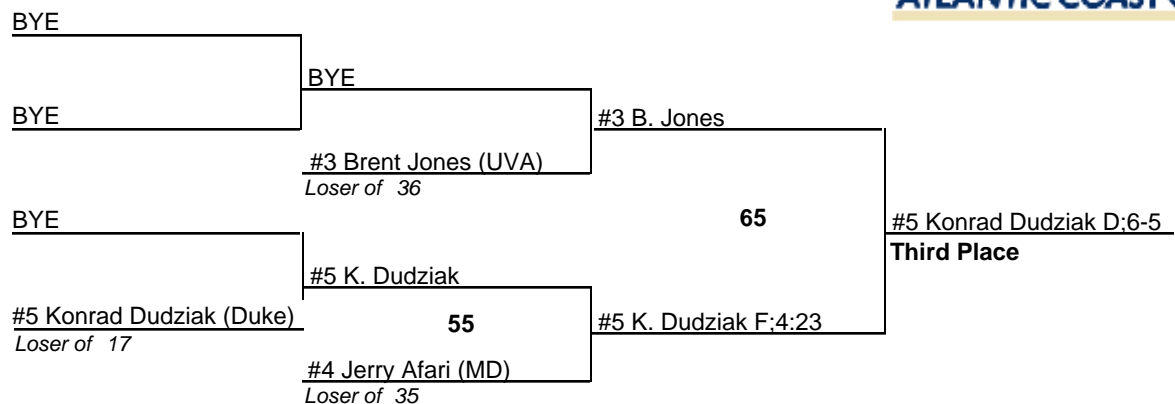 ATLANTIC COAST
BYE
BYE
BYE
#3 B. Jones
#3 Brent Jones (UVA)
Loser of 36
BYE
65
#5 Konrad Dudziak D;6-5
Third Place
#5 K. Dudziak
#5 Konrad Dudziak (Duke)
55
#5 K. Dudziak F;4:23
Loser of 17
#4 Jerry Afari (MD)
Loser of 35